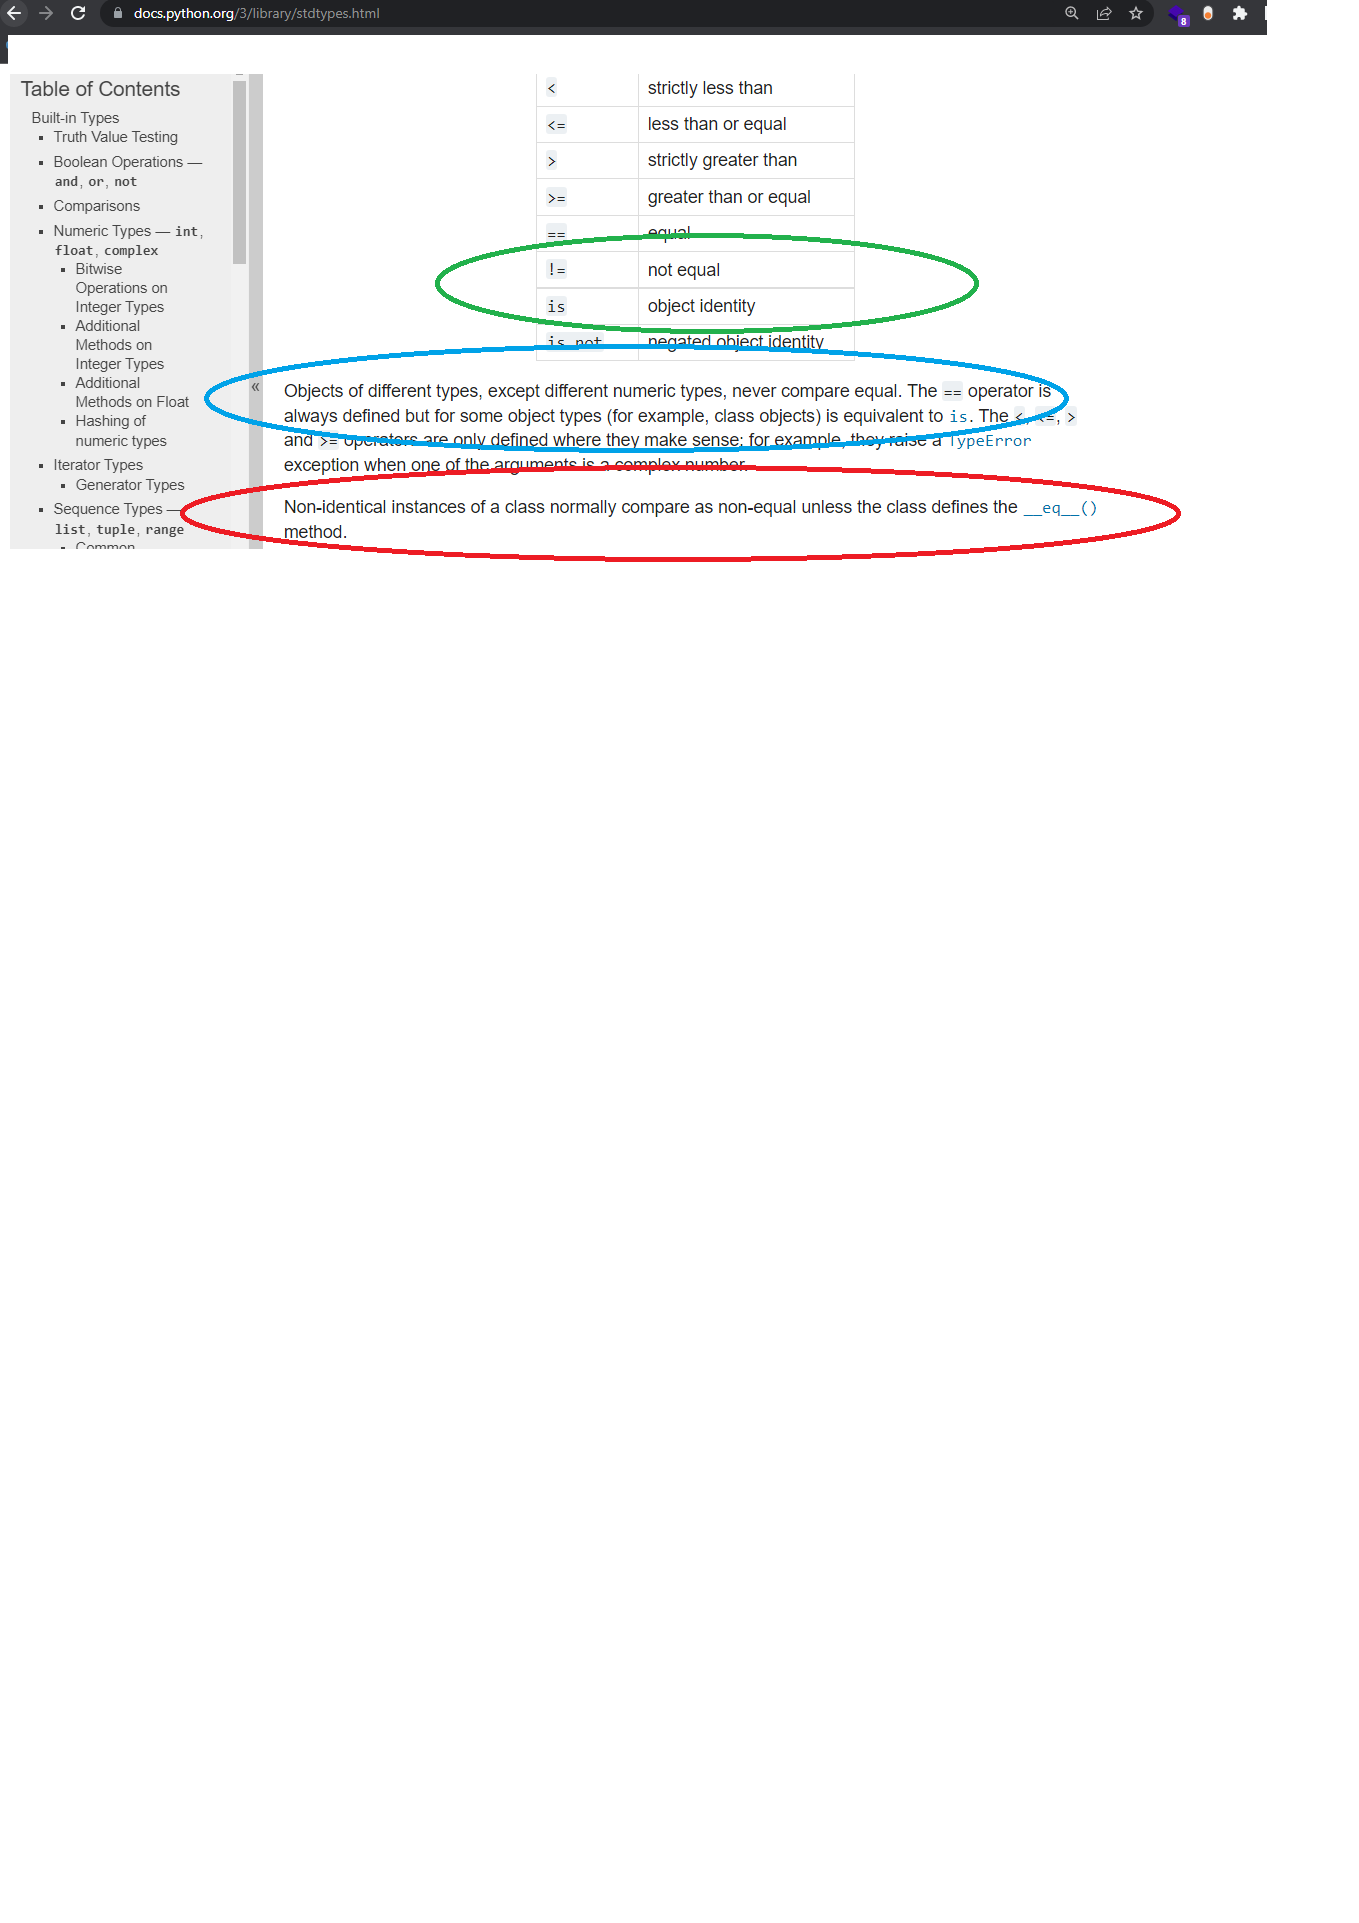 docs.python.org/3/library/stdtypes.html
8
Table of Contents
Built-in Types
Truth Value Testing
Boolean Operations —
and, or, not
Comparisons
Numeric Types — int,
float, complex
Bitwise
Operations on
Integer Types
Additional
Methods on
Integer Types
Additional
Methods on Float
Hashing of
numeric types
Iterator Types
Generator Types
Sequence Types —
list, tuple, range
Common
«
< strictly less than
<= less than or equal
> strictly greater than
>= greater than or equal
== equal
!= not equal
is object identity
is not negated object identity
Objects of different types, except different numeric types, never compare equal. The == operator is
always defined but for some object types (for example, class objects) is equivalent to is. The <, <=, >
and >= operators are only defined where they make sense; for example, they raise a TypeError
exception when one of the arguments is a complex number.
Non-identical instances of a class normally compare as non-equal unless the class defines the __eq__()
method.